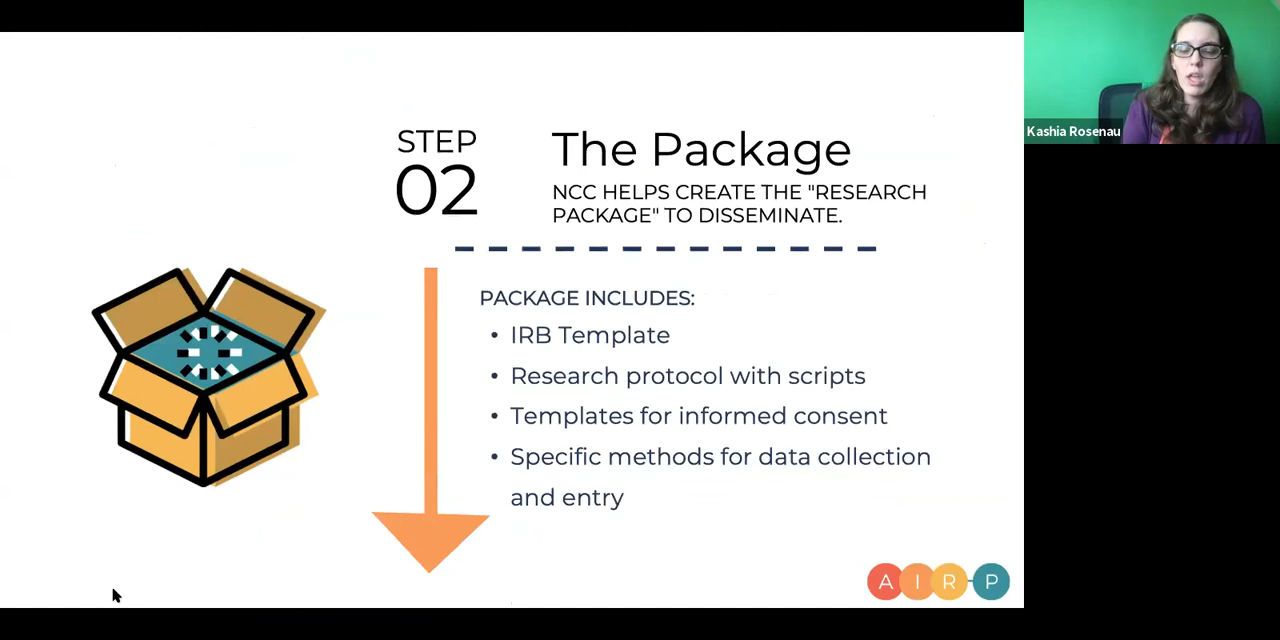 STEP
02
The Package
NCC HELPS CREATE THE "RESEARCH
PACKAGE" TO DISSEMINATE.
PACKAGE INCLUDES:
• IRB Template
• Research protocol with scripts
• Templates for informed consent
• Specific methods for data collection
and entry
A I R P
Kashia Rosenau